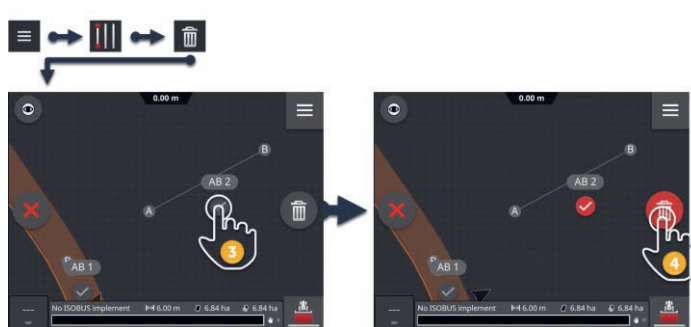 0.00 m
B
AB 2
A
3
B
AB 1
No ISOBUS implement 6.00 m 6.84 ha 6.84 ha
---
0.00 m
B
AB 2
A
4
B
AB 1
No ISOBUS implement 6.00 m 6.84 ha 6.84 ha
---